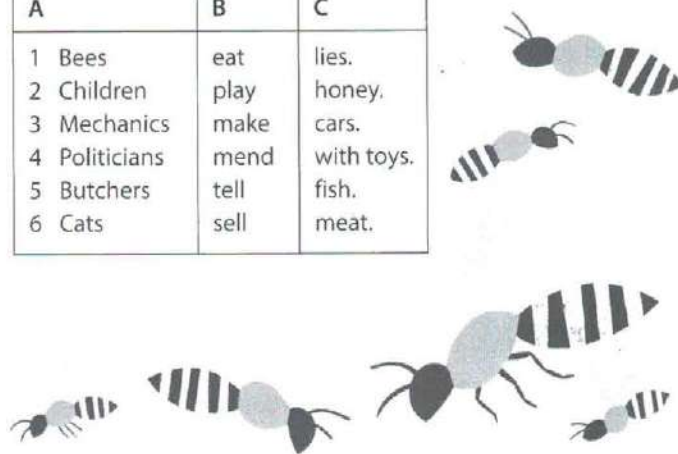 A B C
1 Bees eat lies.
2 Children play honey.
3 Mechanics make cars.
4 Politicians mend with toys.
5 Butchers tell fish.
6 Cats sell meat.